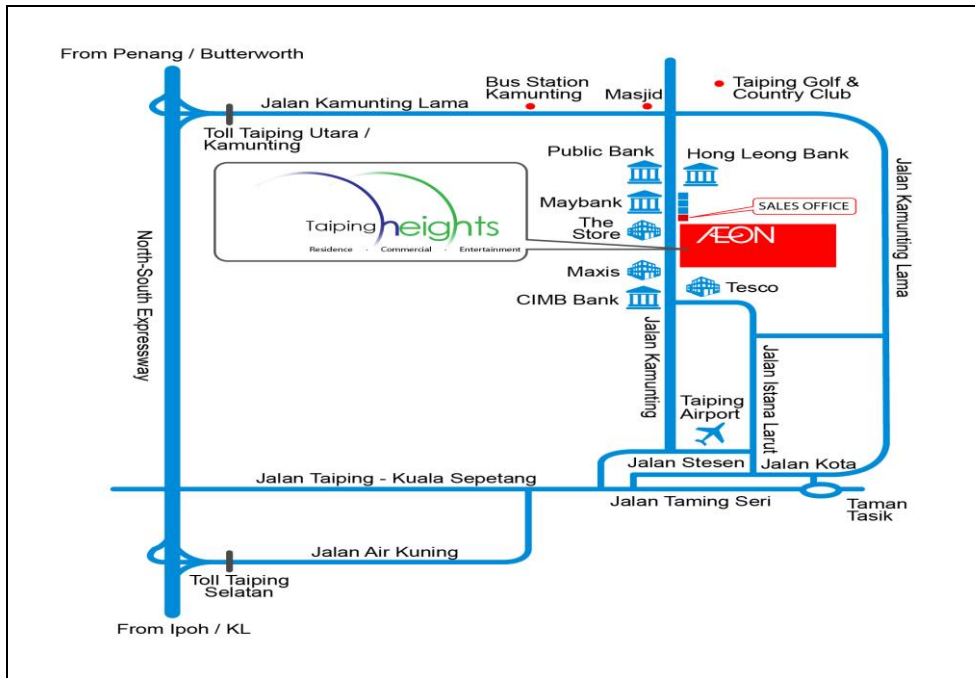 From Penang / Butterworth
Jalan Kamunting Lama
Bus Station
Kamunting
Masjid
Taiping Golf &
Country Club
Toll Taiping Utara /
Kamunting
Public Bank
Hong Leong Bank
Maybank
SALES OFFICE
The
Store
AEON
Taiping heights
Residence - Commercial - Entertainment
Maxis
Tesco
CIMB Bank
North-South Expressway
Jalan Kamunting
Jalan Istana Larut
Jalan Kamunting Lama
Taiping
Airport
Jalan Stesen
Jalan Kota
Jalan Taiping - Kuala Sepetang
Jalan Taming Seri
Taman
Tasik
Jalan Air Kuning
Toll Taiping
Selatan
From Ipoh / KL